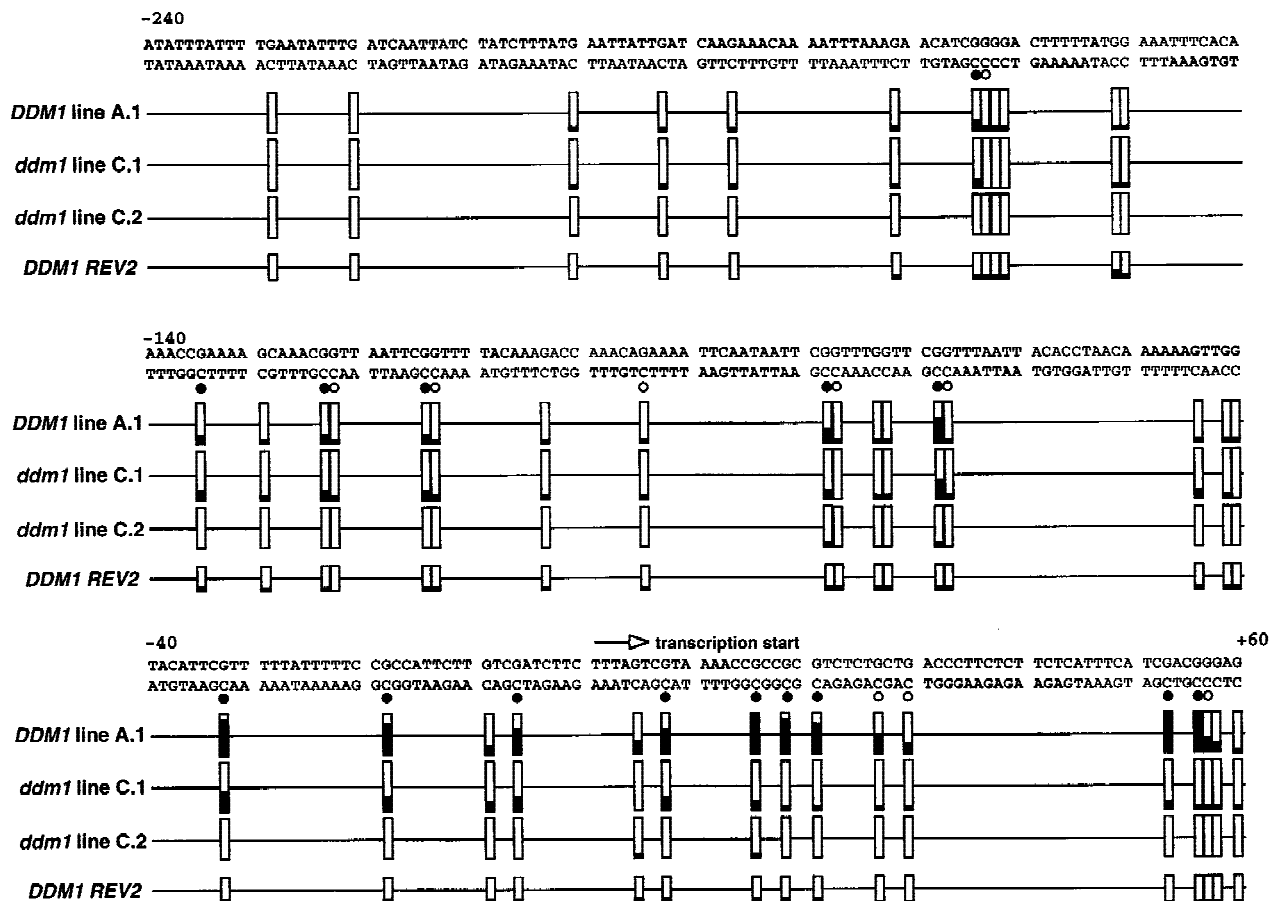 -240
ATATTTATTT TGAATATTTG ATCAATTATC TATCTTTATG AATTATTGAT CAAGAAACAA AATTTAAAGA ACATCGGGGA CTTTTTATGG AAATTTCACA
TATAAATAAA ACTTATAAAC TAGTTAATAG ATAGAAATAC TTAATAACTA GTTCTTTGTT TTAAATTTCT TGTAGCCCCT GAAAAATACC TTTAAAGTGT
DDM1 line A.1
ddm1 line C.1
ddm1 line C.2
DDM1 REV2
-140
AAACCGAAAA GCAAACGGTT AATTCGGTTT TACAAAGACC AAACAGAAAA TTCAATAATT CGGTTTGGTT CGGTTTAATT ACACCTAACA AAAAAGTTGG
TTTGGCTTTT CGTTTGCCAA TTAAGCCAAA ATGTTTCTGG TTTGTCTTTT AAGTTATTAA GCCAAACCAAG CCAAATTAA TGTGGATTGT TTTTTCAACC
DDM1 line A.1
ddm1 line C.1
ddm1 line C.2
DDM1 REV2
-40
transcription start
+60
TACATTCGTT TTTATTTTTC CGCCATTCTT GTCGATCTTC TTTAGTCGTA AAACCGCCGC GTCTCTGCTG ACCCTTCTCT TCTCATTTCA TCGACGGGAG
ATGTAAGCAA AAATAAAAAG GCGGTAAGAA CAGCTAGAAG AAATCAGCAT TTTGGCGGCG CAGAGACGAC TGGGAAGAGA AGAGTAAAGT AGCTGCCCTC
DDM1 line A.1
ddm1 line C.1
ddm1 line C.2
DDM1 REV2